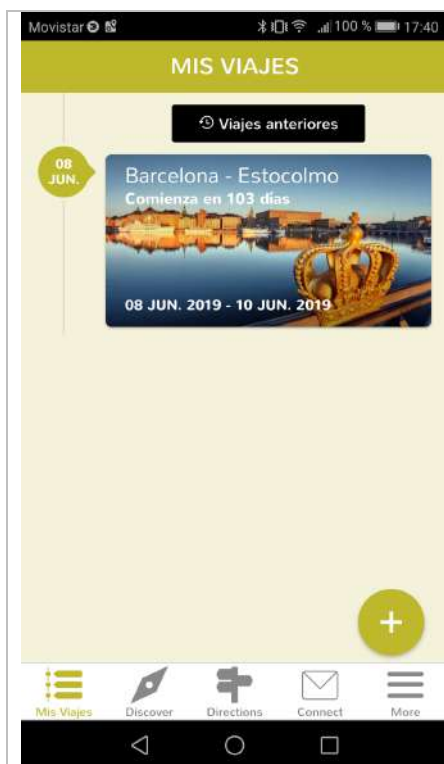 Movistar 100 % 17:40
MIS VIAJES
Viajes anteriores
08
JUN.
Barcelona - Estocolmo
Comienza en 103 días
08 JUN. 2019 - 10 JUN. 2019
+
Mis Viajes Discover Directions Connect More